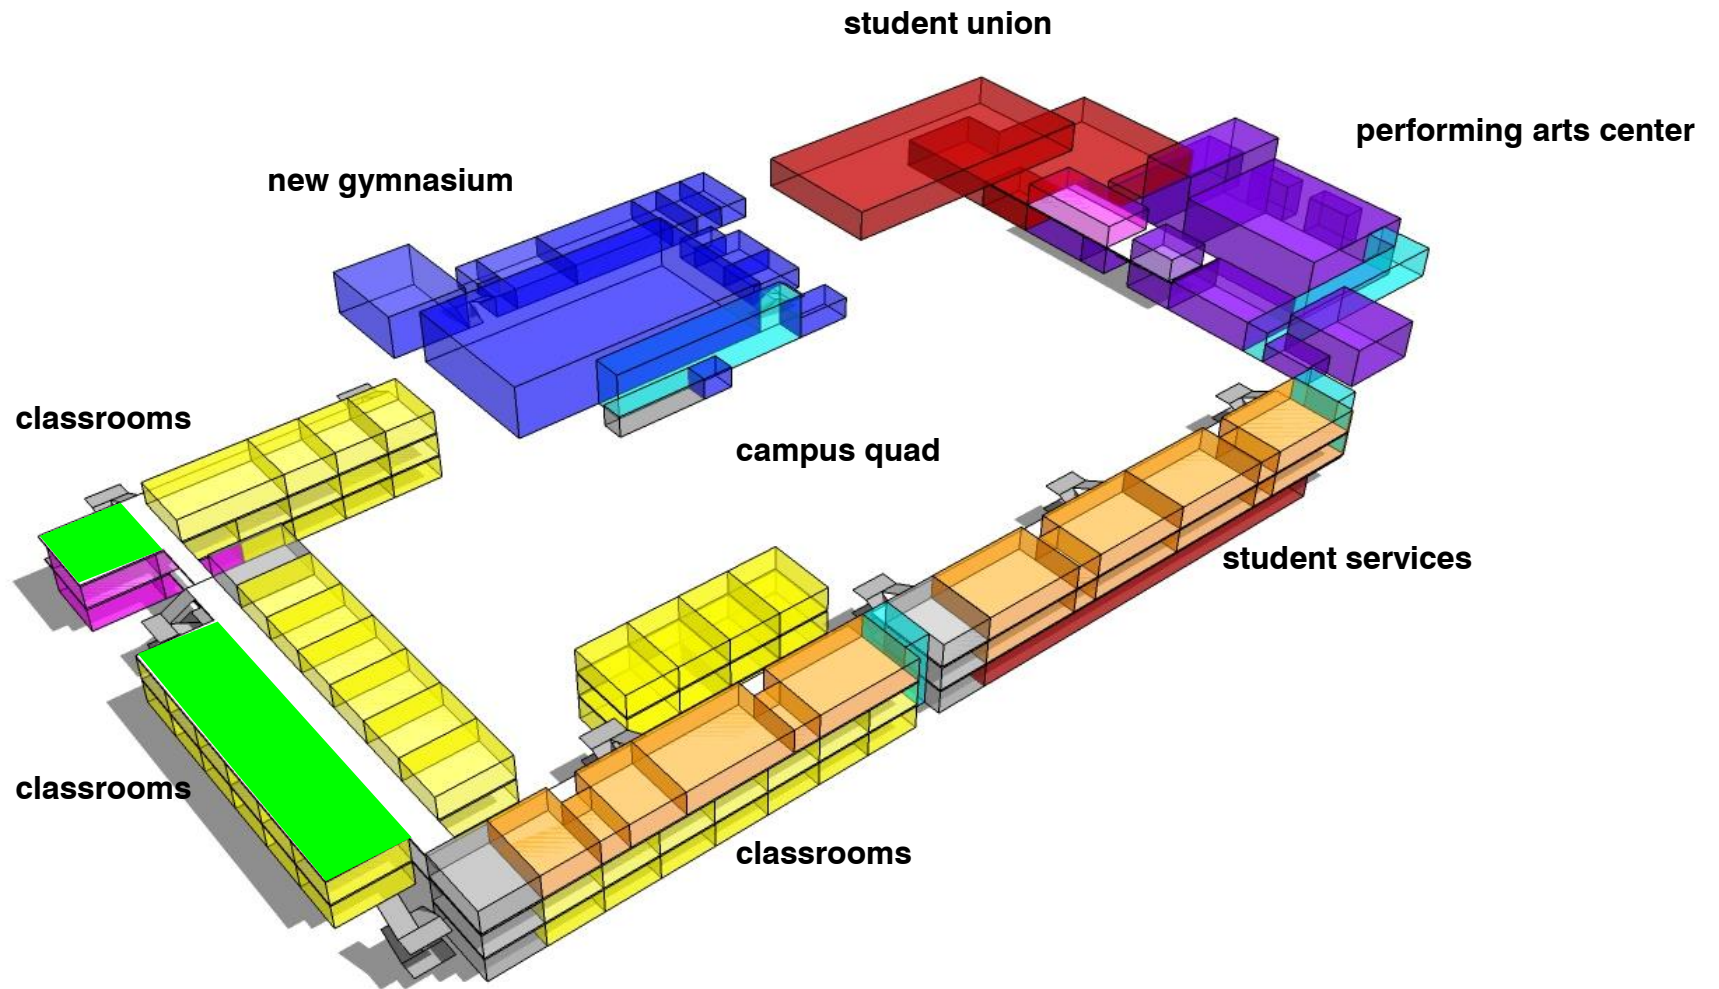 student union
performing arts center
new gymnasium
classrooms
campus quad
student services
classrooms
classrooms